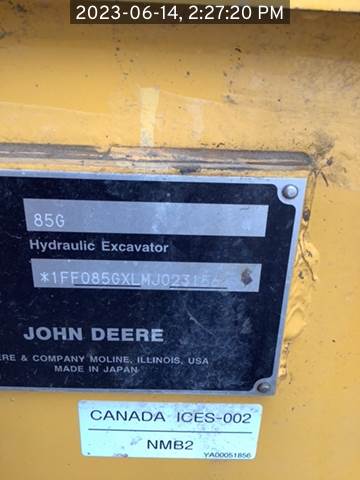 2023-06-14, 2:27:20 PM
85G
Hydraulic Excavator
JOHN DEERE
ERE & COMPANY MOLINE, ILLINOIS, USA
MADE IN JAPAN
CANADA ICES-002
NMB2
YA00051856